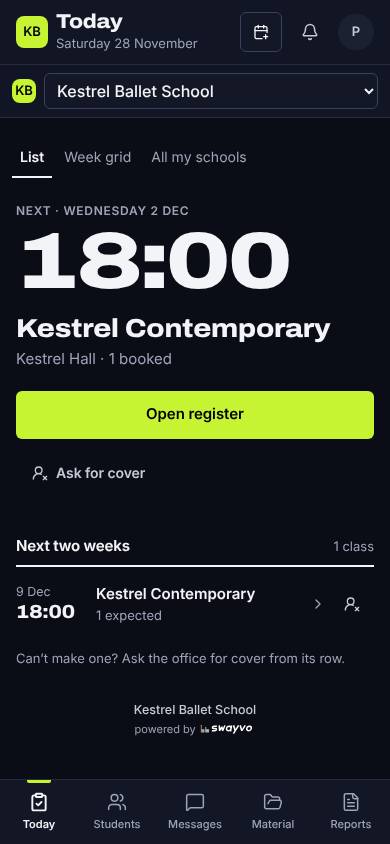 KB
Today
Saturday 28 November
P
KB
Kestrel Ballet School
List
Week grid
All my schools
NEXT · WEDNESDAY 2 DEC
18:00
Kestrel Contemporary
Kestrel Hall · 1 booked
Open register
Ask for cover
Next two weeks
1 class
9 Dec
18:00
Kestrel Contemporary
1 expected
Can't make one? Ask the office for cover from its row.
Kestrel Ballet School
powered by swayvo
Today
Students
Messages
Material
Reports